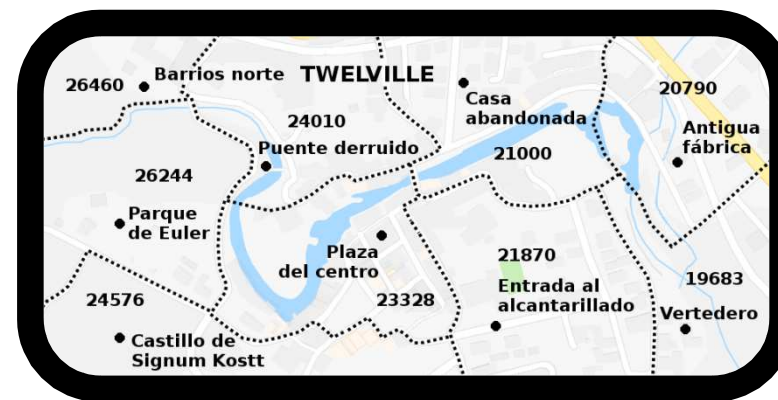 TWELVILLE
26460
Barrios norte
24010
Puente derruido
Casa
abandonada
21000
20790
Antigua
fábrica
26244
Parque
de Euler
Plaza
del centro
23328
21870
Entrada al
alcantarillado
19683
Vertedero
24576
Castillo de
Signum Kostt